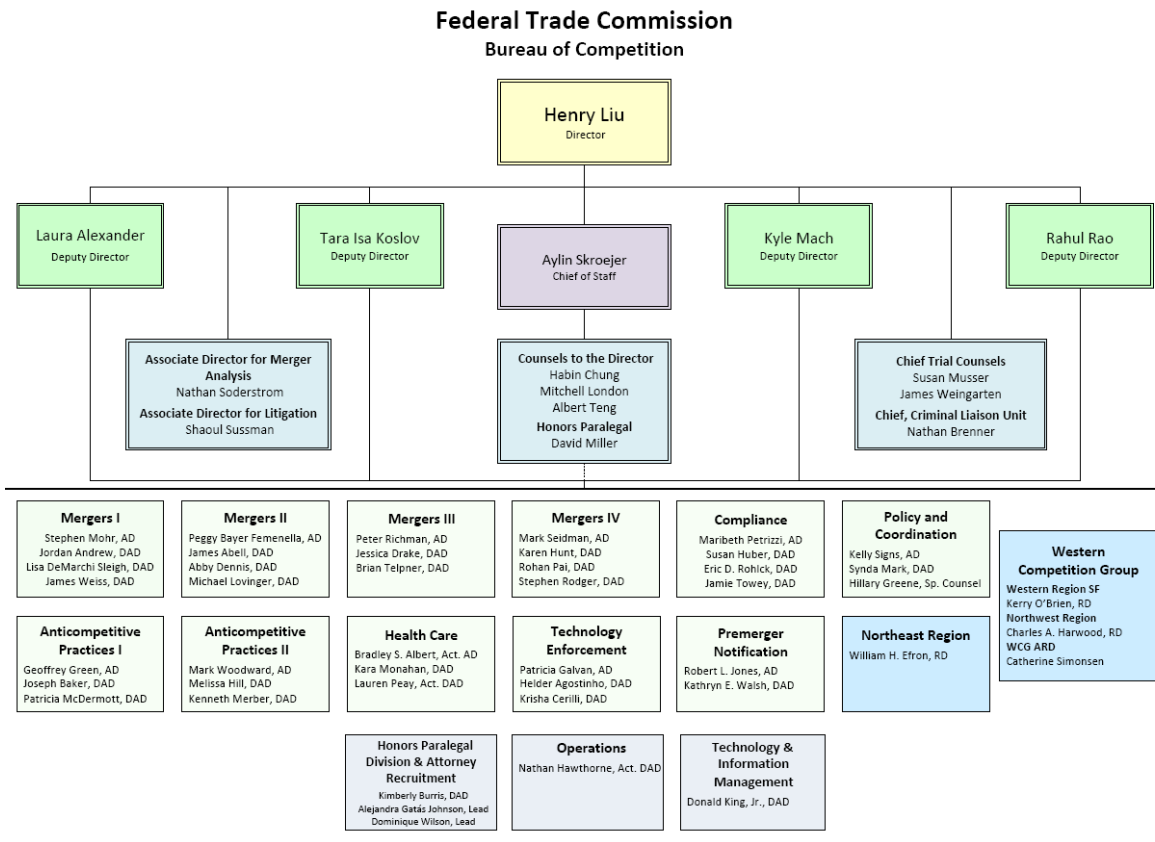 Federal Trade Commission
Bureau of Competition
Henry Liu
Director
Laura Alexander
Deputy Director
Tara Isa Koslov
Deputy Director
Aylin Skroejer
Chief of Staff
Kyle Mach
Deputy Director
Rahul Rao
Deputy Director
Associate Director for Merger
Analysis
Nathan Soderstrom
Associate Director for Litigation
Shaoul Sussman
Counsels to the Director
Habin Chung
Mitchell London
Albert Teng
Honors Paralegal
David Miller
Chief Trial Counsels
Susan Musser
James Weingarten
Chief, Criminal Liaison Unit
Nathan Brenner
Mergers I
Stephen Mohr, AD
Jordan Andrew, DAD
Lisa DeMarchi Sleigh, DAD
James Weiss, DAD
Mergers II
Peggy Bayer Femenella, AD
James Abell, DAD
Abby Dennis, DAD
Michael Lovinger, DAD
Mergers III
Peter Richman, AD
Jessica Drake, DAD
Brian Telpner, DAD
Mergers IV
Mark Seidman, AD
Karen Hunt, DAD
Rohan Pai, DAD
Stephen Rodger, DAD
Compliance
Maribeth Petrizzi, AD
Susan Huber, DAD
Eric D. Rohlck, DAD
Jamie Towey, DAD
Policy and
Coordination
Kelly Signs, AD
Synda Mark, DAD
Hillary Greene, Sp. Counsel
Western
Competition Group
Western Region SF
Kerry O'Brien, RD
Northwest Region
Charles A. Harwood, RD
WCG ARD
Catherine Simonsen
Anticompetitive
Practices I
Geoffrey Green, AD
Joseph Baker, DAD
Patricia McDermott, DAD
Anticompetitive
Practices II
Mark Woodward, AD
Melissa Hill, DAD
Kenneth Merber, DAD
Health Care
Bradley S. Albert, Act. AD
Kara Monahan, DAD
Lauren Peay, Act. DAD
Technology
Enforcement
Patricia Galvan, AD
Helder Agostinho, DAD
Krisha Cerilli, DAD
Premerger
Notification
Robert L. Jones, AD
Kathryn E. Walsh, DAD
Northeast Region
William H. Efron, RD
Honors Paralegal
Division & Attorney
Recruitment
Kimberly Burris, DAD
Alejandra Gatás Johnson, Lead
Dominique Wilson, Lead
Operations
Nathan Hawthorne, Act. DAD
Technology &
Information
Management
Donald King, Jr., DAD